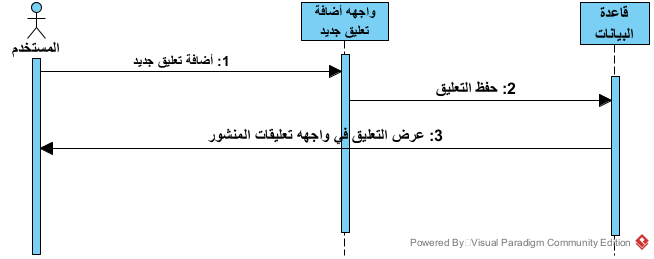 المستخدم
واجهه أضافة
تعليق جديد
قاعدة
البيانات
1: أضافة تعليق جديد
2: حفظ التعليق
3: عرض التعليق في واجهه تعليقات المنشور
Powered By Visual Paradigm Community Edition